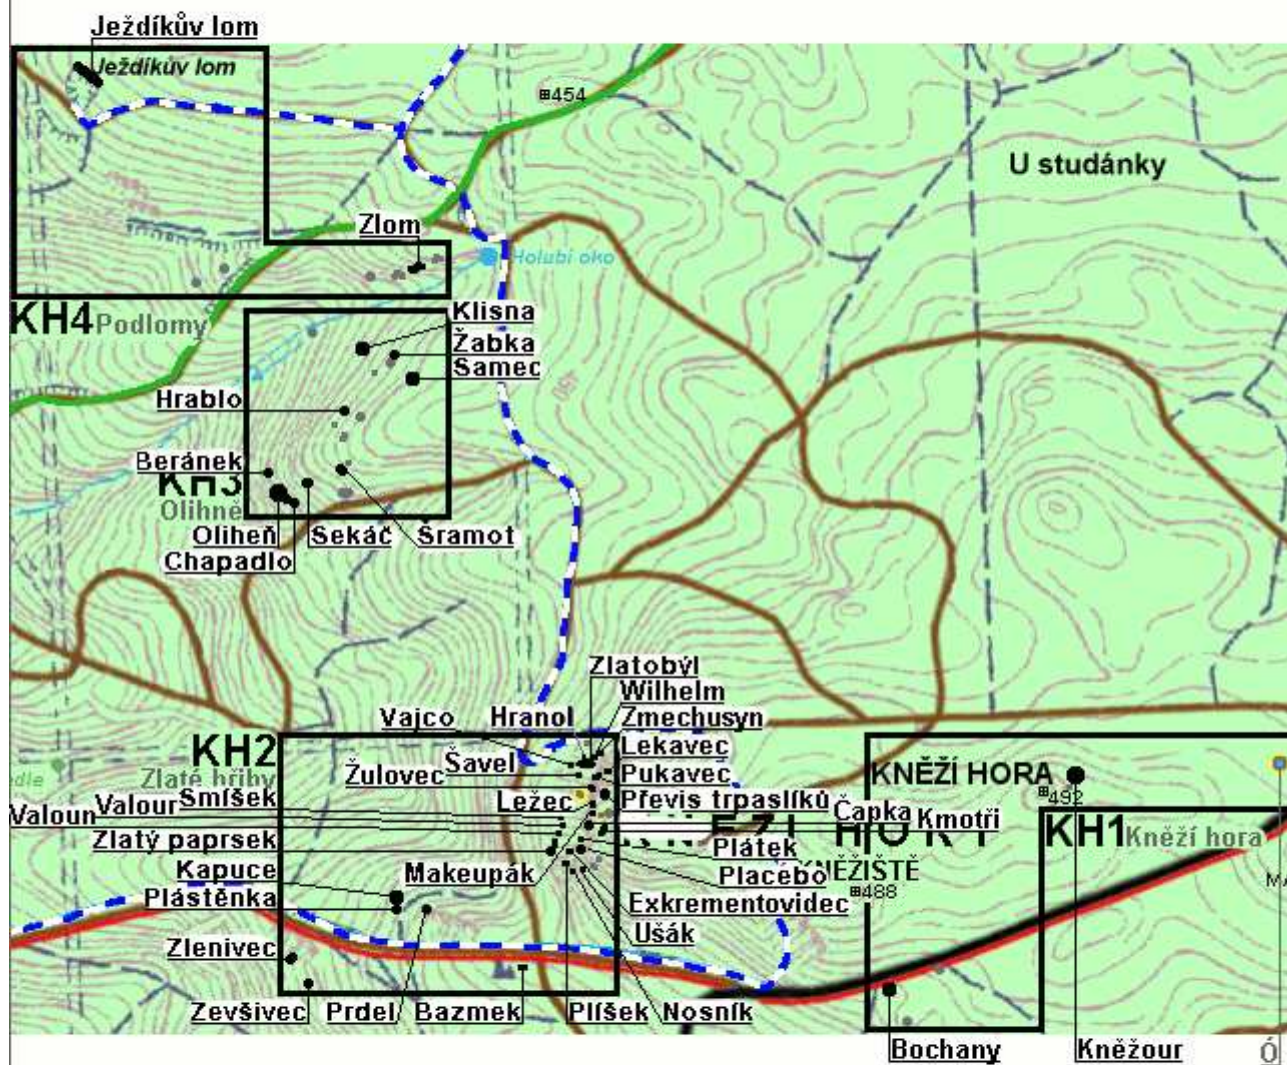 Ježdíkův lom
Ježdíkův lom
454
U studánky
Zlom
Holubí oko
KH4 Podlomy
Klisna
Žabka
Samec
Hrablo
Beránek
KH3
Olihně
Oliheň
Sekáč
Šramot
Chapadlo
Zlatobýl
Wilhelm
Vajco
Hranol
Zmechusyn
KH2
Šavel
Lekavec
Zlaté hřiby
Žulovec
Pukavec
KNĚŽÍ HORA
492
Smíšek
Ležec
Převis trpaslíků
Čapka
Kmotři
Valoun
Valour
KH1 Kněží hora
Zlatý paprsek
Plátek
Makeupák
Placebo
Kapuce
488
Plástěnka
Exkrementovidec
Ušák
Zlenivec
Zevšivec
Prdel
Bazmek
Plíšek
Nosník
Bochany
Kněžour
Ó